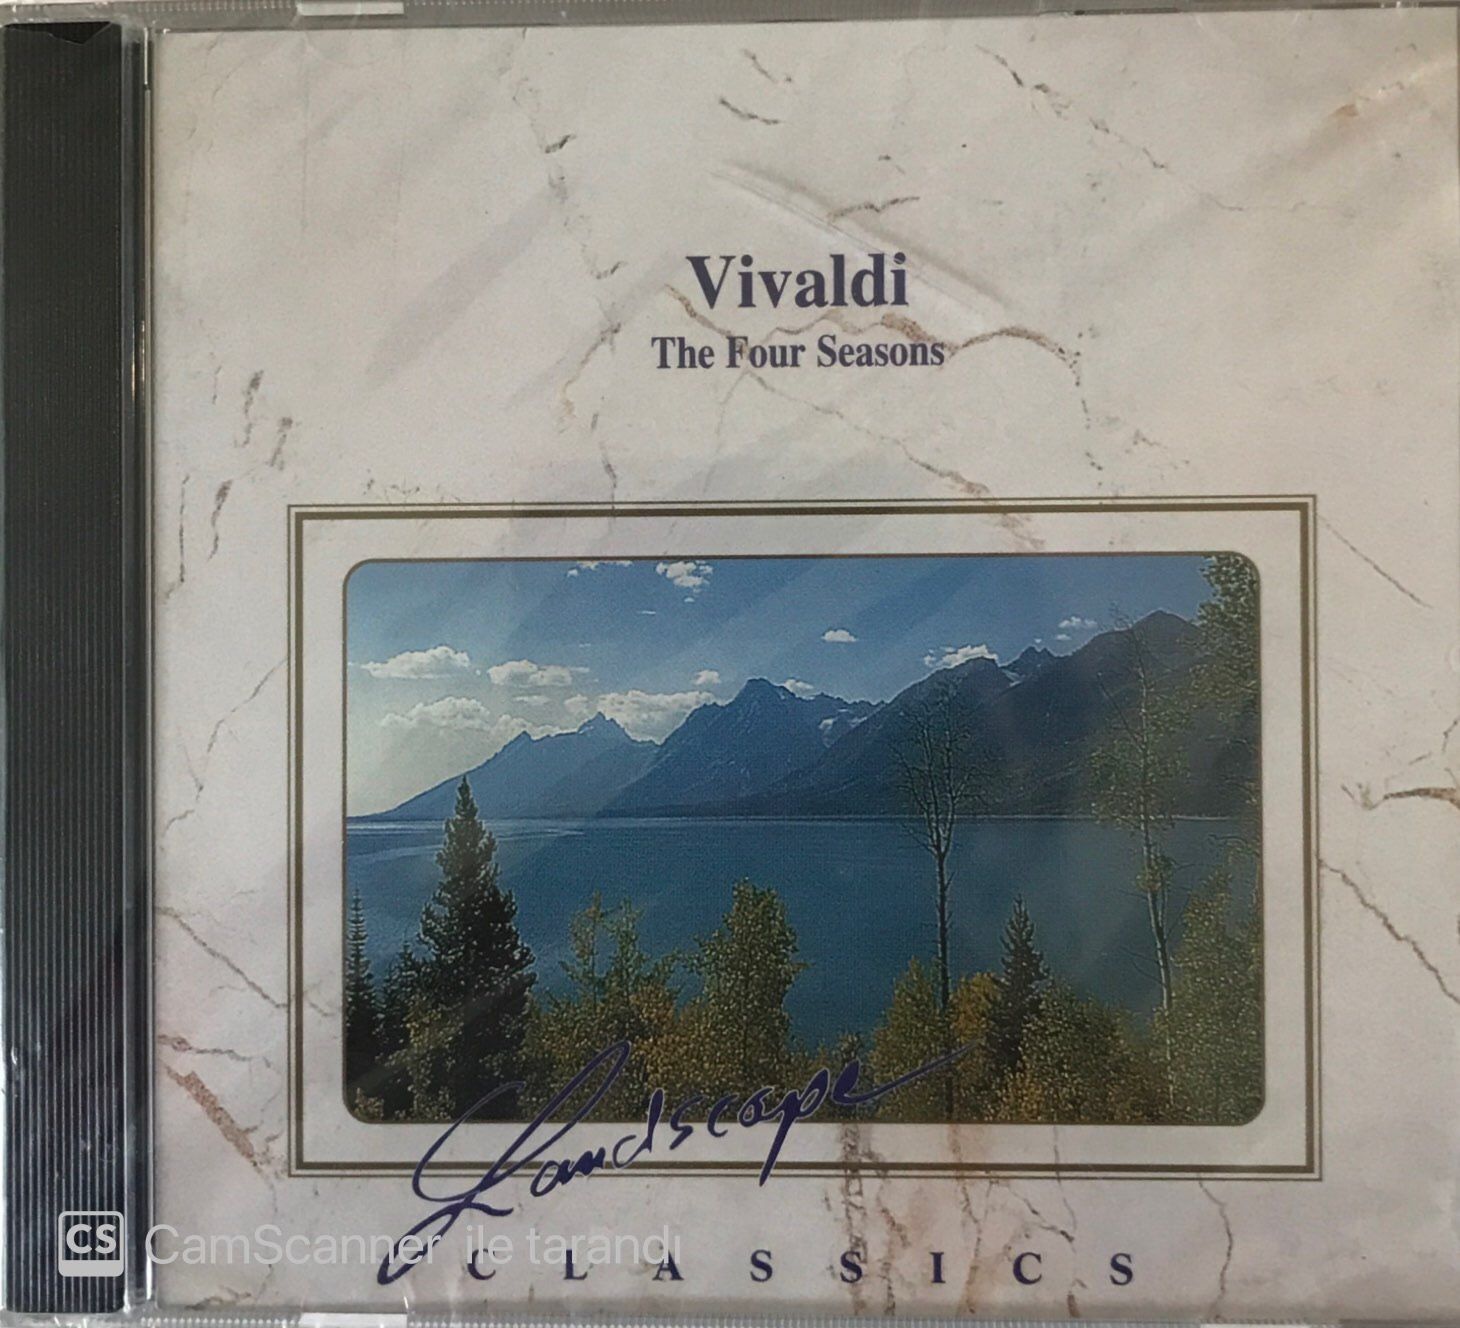 Vivaldi
The Four Seasons
Landscape
CLASSICS
CS CamScanner ile tarandı